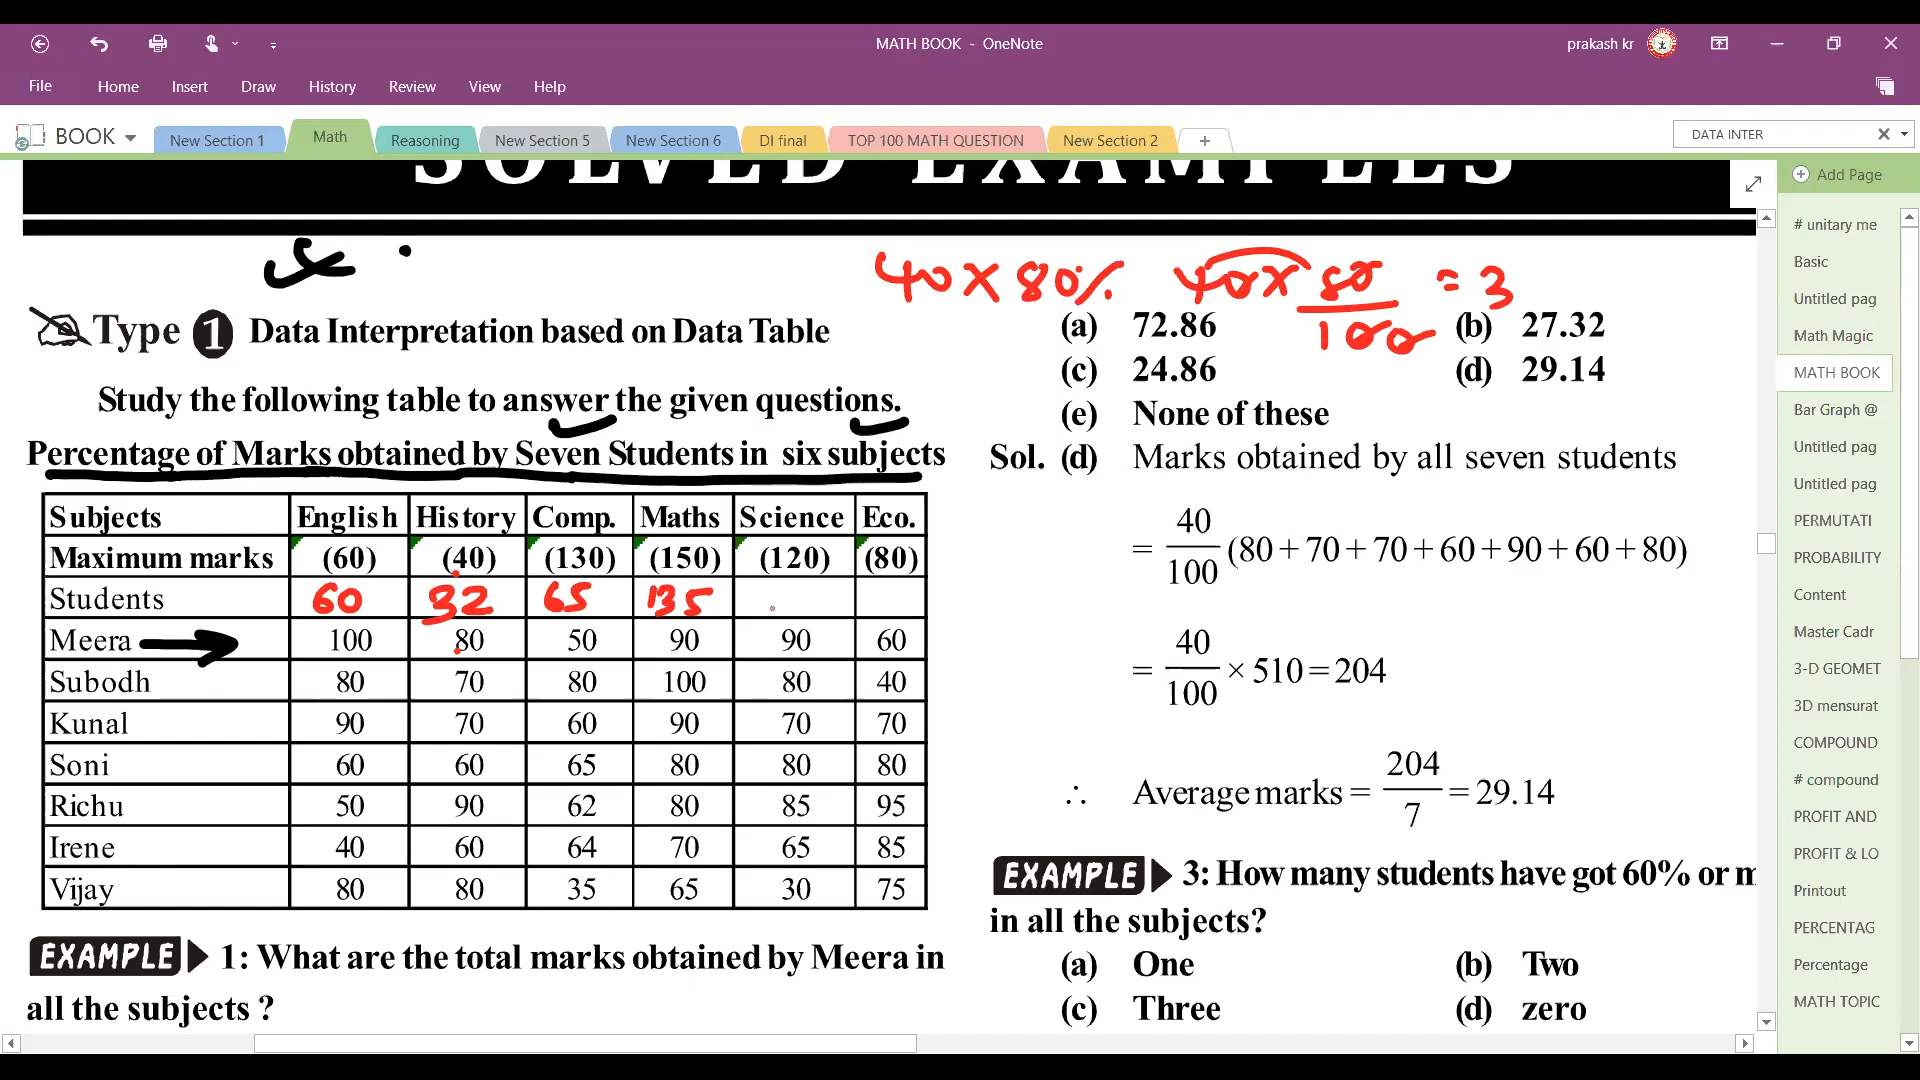 MATH BOOK - OneNote
prakash kr
File Home Insert Draw History Review View Help
BOOK New Section 1 Math Reasoning New Section 5 New Section 6 DI final TOP 100 MATH QUESTION New Section 2 +
DATA INTER
SOLVED EXAMPLES
Type 1 Data Interpretation based on Data Table
Study the following table to answer the given questions.
Percentage of Marks obtained by Seven Students in six subjects
Subjects English History Comp. Maths Science Eco.
Maximum marks (60) (40) (130) (150) (120) (80)
Students 60 32 65 135
Meera 100 80 50 90 90 60
Subodh 80 70 80 100 80 40
Kunal 90 70 60 90 70 70
Soni 60 60 65 80 80 80
Richu 50 90 62 80 85 95
Irene 40 60 64 70 65 85
Vijay 80 80 35 65 30 75
EXAMPLE 1: What are the total marks obtained by Meera in
all the subjects ?
40 X 80% 40 X 80/100 = 3
(a) 72.86 (b) 27.32
(c) 24.86 (d) 29.14
(e) None of these
Sol. (d) Marks obtained by all seven students
= 40/100 (80+70+70+60+90+60+80)
= 40/100 × 510 = 204
∴ Average marks = 204/7 = 29.14
EXAMPLE 3: How many students have got 60% or m
in all the subjects?
(a) One (b) Two
(c) Three (d) zero
Add Page
# unitary me
Basic
Untitled pag
Math Magic
MATH BOOK
Bar Graph @
Untitled pag
Untitled pag
PERMUTATI
PROBABILITY
Content
Master Cadr
3-D GEOMET
3D mensurat
COMPOUND
# compound
PROFIT AND
PROFIT & LO
Printout
PERCENTAG
Percentage
MATH TOPIC